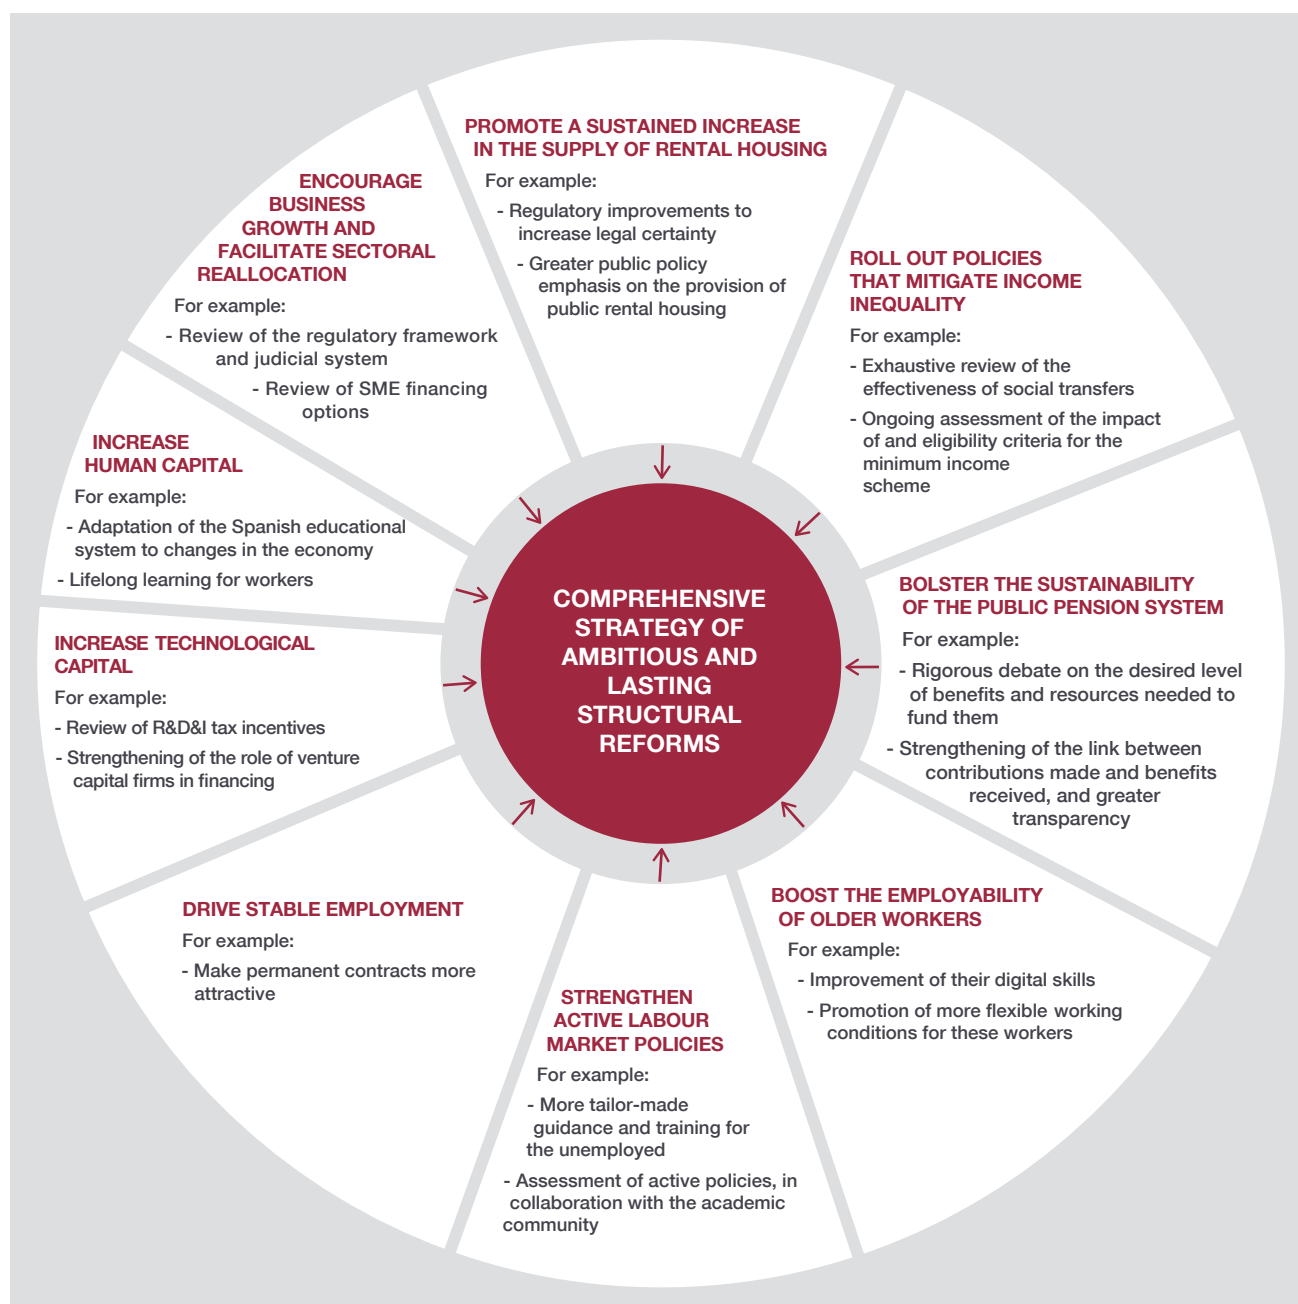 PROMOTE A SUSTAINED INCREASE
IN THE SUPPLY OF RENTAL HOUSING
For example:
- Regulatory improvements to
increase legal certainty
- Greater public policy
emphasis on the provision of
public rental housing
ROLL OUT POLICIES
THAT MITIGATE INCOME
INEQUALITY
For example:
- Exhaustive review of the
effectiveness of social transfers
- Ongoing assessment of the impact
of and eligibility criteria for the
minimum income
scheme
BOLSTER THE SUSTAINABILITY
OF THE PUBLIC PENSION SYSTEM
For example:
- Rigorous debate on the desired level
of benefits and resources needed to
fund them
- Strengthening of the link between
contributions made and benefits
received, and greater
transparency
BOOST THE EMPLOYABILITY
OF OLDER WORKERS
For example:
- Improvement of their digital skills
- Promotion of more flexible working
conditions for these workers
STRENGTHEN
ACTIVE LABOUR
MARKET POLICIES
For example:
- More tailor-made
guidance and training for
the unemployed
- Assessment of active policies, in
collaboration with the academic
community
DRIVE STABLE EMPLOYMENT
For example:
- Make permanent contracts more
attractive
INCREASE TECHNOLOGICAL
CAPITAL
For example:
- Review of R&D&I tax incentives
- Strengthening of the role of venture
capital firms in financing
INCREASE
HUMAN CAPITAL
For example:
- Adaptation of the Spanish educational
system to changes in the economy
- Lifelong learning for workers
ENCOURAGE
BUSINESS
GROWTH AND
FACILITATE SECTORAL
REALLOCATION
For example:
- Review of the regulatory framework
and judicial system
- Review of SME financing
options
COMPREHENSIVE
STRATEGY OF
AMBITIOUS AND
LASTING
STRUCTURAL
REFORMS